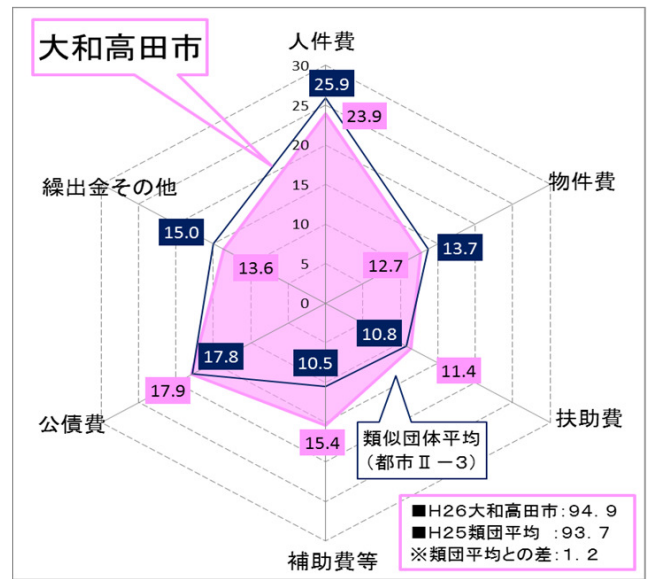 大和高田市
人件費
30
25.9
25
23.9
20
繰出金その他
物件費
15.0
15
13.7
10
13.6
12.7
5
0
10.8
17.8
10.5
11.4
17.9
公債費
15.4
類似団体平均
(都市Ⅱ－3)
扶助費
補助費等
■H26大和高田市:94.9
■H25類団平均 :93.7
※類団平均との差:1.2